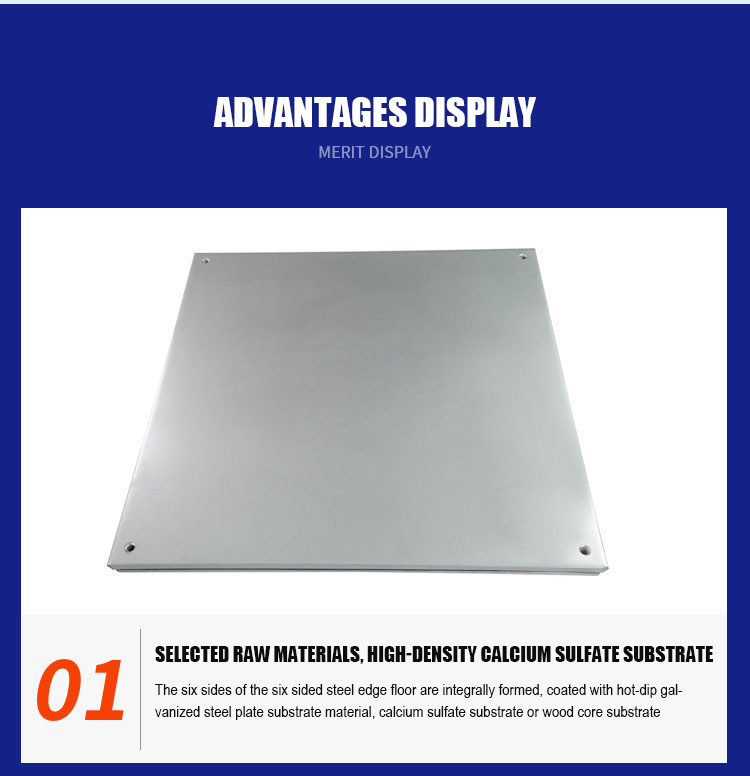 ADVANTAGES DISPLAY
MERIT DISPLAY
01
SELECTED RAW MATERIALS, HIGH-DENSITY CALCIUM SULFATE SUBSTRATE
The six sides of the six sided steel edge floor are integrally formed, coated with hot-dip gal-
vanized steel plate substrate material, calcium sulfate substrate or wood core substrate